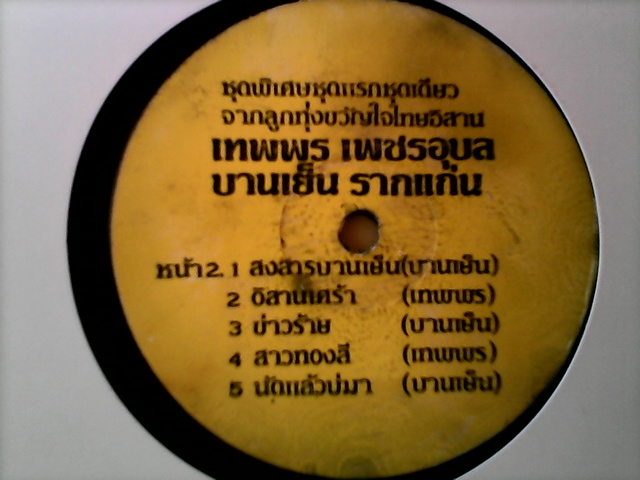 ชุดพิเศษชุดแรกชุดเดียว
จากลูกทุ่งขวัญใจไทยอิสาน
เทพพร เพชรอุบล
บานเย็น รากแก่น
หน้า 2. 1 สงสารบานเย็น (บานเย็น)
2 อิสานเศร้า (เทพพร)
3 ข่าวร้าย (บานเย็น)
4 สาวทองสี (เทพพร)
5 นัดแล้วบ่มา (บานเย็น)